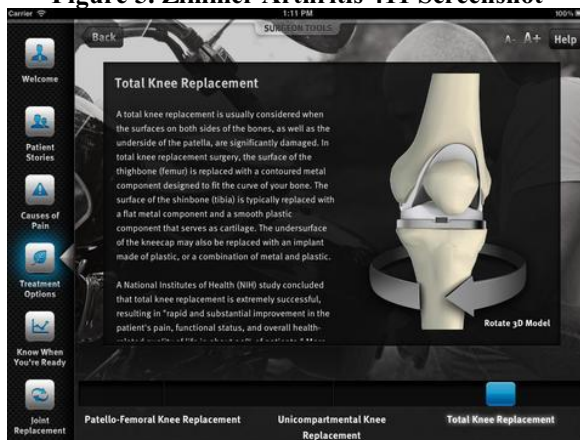 Figure 3. Zimmer Arthritis 411 Screenshot
Carrier
1:11 PM
100%
Back
SURGEON TOOLS
A- A+
Help
Welcome
Patient
Stories
Causes of
Pain
Treatment
Options
Know When
You're Ready
Joint
Replacement
Total Knee Replacement
A total knee replacement is usually considered when
the surfaces on both sides of the bones, as well as the
underside of the patella, are significantly damaged. In
total knee replacement surgery, the surface of the
thighbone (femur) is replaced with a contoured metal
component designed to fit the curve of your bone. The
surface of the shinbone (tibia) is typically replaced with
a flat metal component and a smooth plastic
component that serves as cartilage. The undersurface
of the kneecap may also be replaced with an implant
made of plastic, or a combination of metal and plastic.
A National Institutes of Health (NIH) study concluded
that total knee replacement is extremely successful,
resulting in "rapid and substantial improvement in the
patient's pain, functional status, and overall health-
Rotate 3D Model
Patello-Femoral Knee Replacement
Unicompartmental Knee
Replacement
Total Knee Replacement